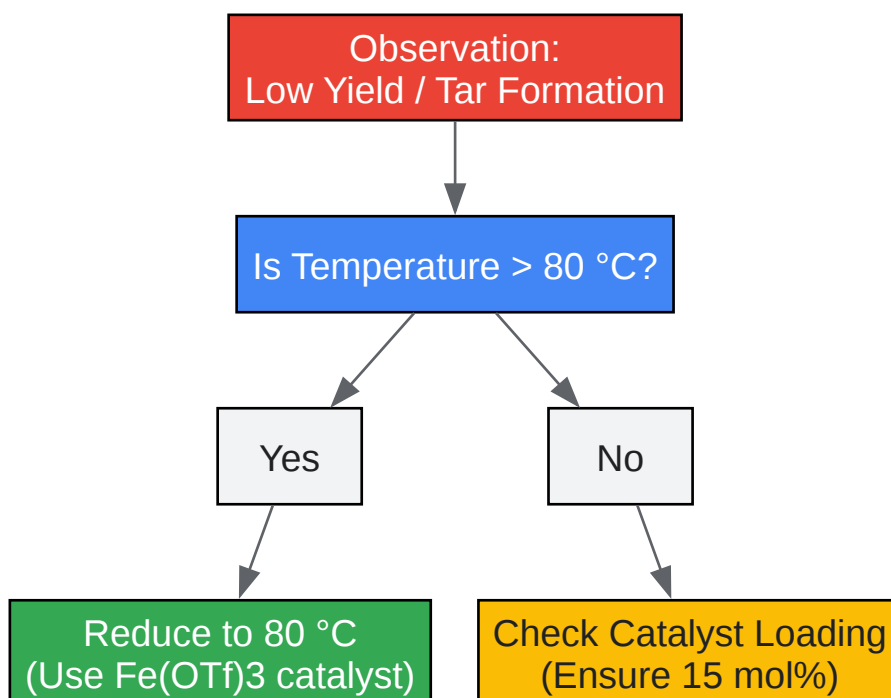 Observation:
Low Yield / Tar Formation
Is Temperature > 80 °C?
Yes
No
Reduce to 80 °C
(Use Fe(OTf)3 catalyst)
Check Catalyst Loading
(Ensure 15 mol%)